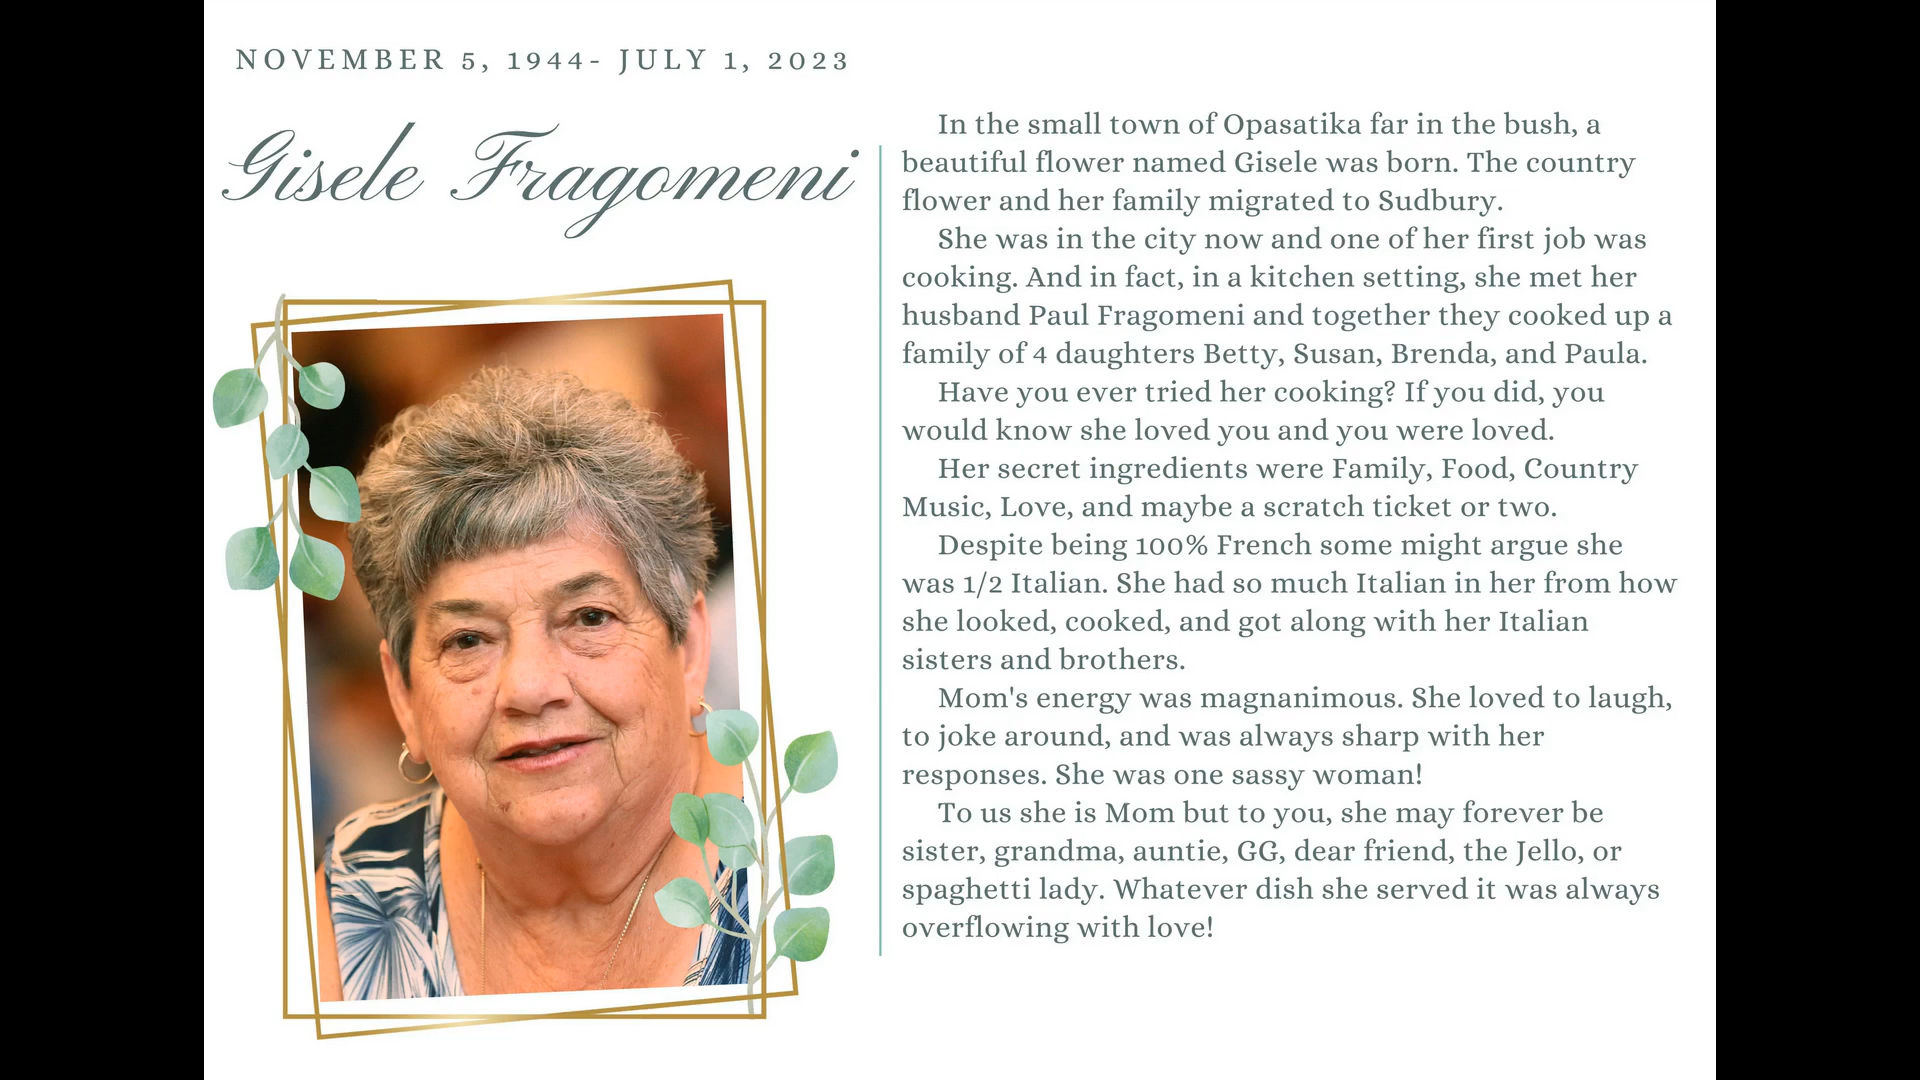 NOVEMBER 5, 1944- JULY 1, 2023
Gisele Fragomeni
In the small town of Opasatika far in the bush, a
beautiful flower named Gisele was born. The country
flower and her family migrated to Sudbury.
She was in the city now and one of her first job was
cooking. And in fact, in a kitchen setting, she met her
husband Paul Fragomeni and together they cooked up a
family of 4 daughters Betty, Susan, Brenda, and Paula.
Have you ever tried her cooking? If you did, you
would know she loved you and you were loved.
Her secret ingredients were Family, Food, Country
Music, Love, and maybe a scratch ticket or two.
Despite being 100% French some might argue she
was 1/2 Italian. She had so much Italian in her from how
she looked, cooked, and got along with her Italian
sisters and brothers.
Mom's energy was magnanimous. She loved to laugh,
to joke around, and was always sharp with her
responses. She was one sassy woman!
To us she is Mom but to you, she may forever be
sister, grandma, auntie, GG, dear friend, the Jello, or
spaghetti lady. Whatever dish she served it was always
overflowing with love!